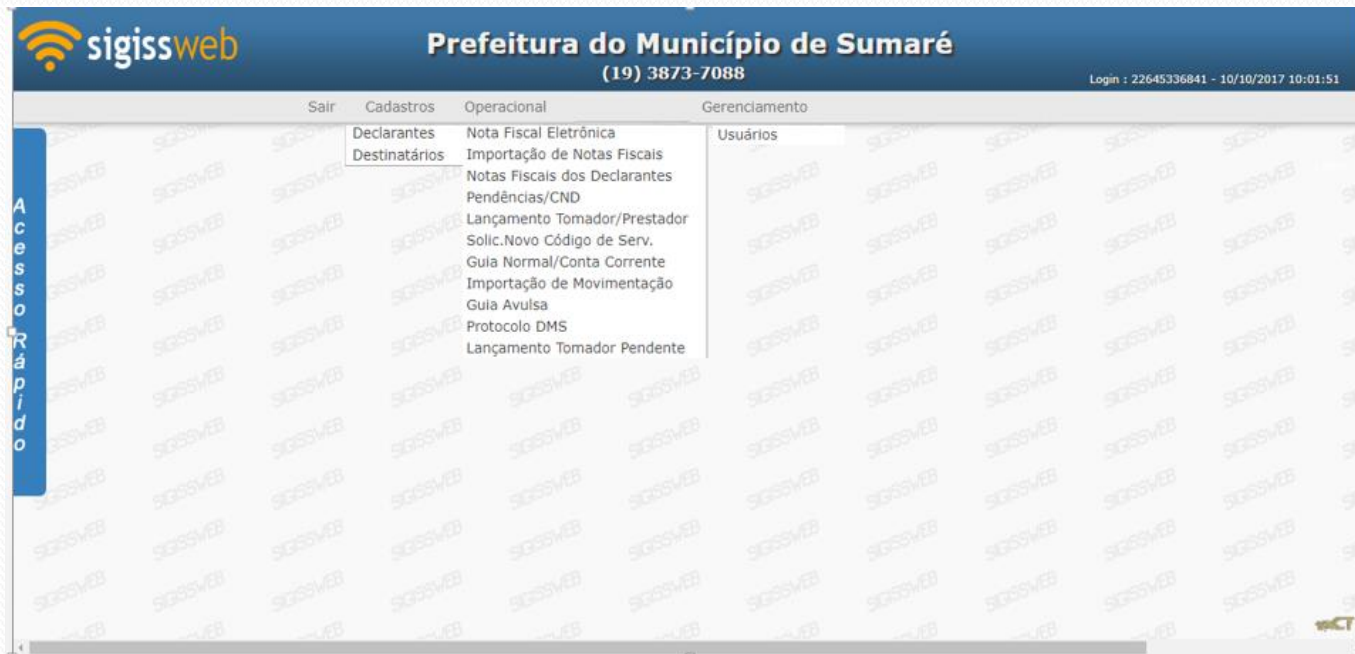 sigissweb
Prefeitura do Município de Sumaré
(19) 3873-7088
Login : 22645336841 - 10/10/2017 10:01:51
Sair Cadastros Operacional Gerenciamento
Declarantes
Destinatários
Nota Fiscal Eletrônica
Importação de Notas Fiscais
Notas Fiscais dos Declarantes
Pendências/CND
Lançamento Tomador/Prestador
Solic.Novo Código de Serv.
Guia Normal/Conta Corrente
Importação de Movimentação
Guia Avulsa
Protocolo DMS
Lançamento Tomador Pendente
Usuários
Acesso Rápido
SIGISSWEB